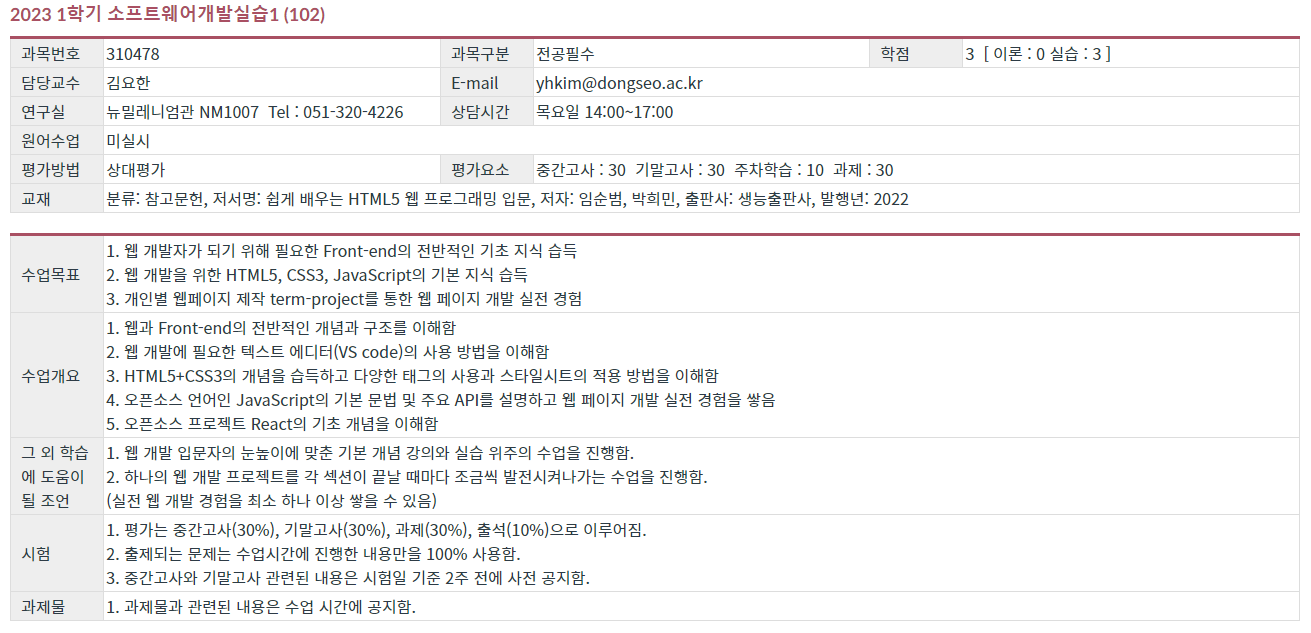 2023 1학기 소프트웨어개발실습1 (102)
과목번호 310478 과목구분 전공필수 학점 3 [ 이론 : 0 실습 : 3 ]
담당교수 김요한 E-mail yhkim@dongseo.ac.kr
연구실 뉴밀레니엄관 NM1007 Tel : 051-320-4226 상담시간 목요일 14:00~17:00
원어수업 미실시
평가방법 상대평가 평가요소 중간고사 : 30 기말고사 : 30 주차학습 : 10 과제 : 30
교재 분류: 참고문헌, 저서명: 쉽게 배우는 HTML5 웹 프로그래밍 입문, 저자: 임순범, 박희민, 출판사: 생능출판사, 발행년: 2022
수업목표
1. 웹 개발자가 되기 위해 필요한 Front-end의 전반적인 기초 지식 습득
2. 웹 개발을 위한 HTML5, CSS3, JavaScript의 기본 지식 습득
3. 개인별 웹페이지 제작 term-project를 통한 웹 페이지 개발 실전 경험
수업개요
1. 웹과 Front-end의 전반적인 개념과 구조를 이해함
2. 웹 개발에 필요한 텍스트 에디터(VS code)의 사용 방법을 이해함
3. HTML5+CSS3의 개념을 습득하고 다양한 태그의 사용과 스타일시트의 적용 방법을 이해함
4. 오픈소스 언어인 JavaScript의 기본 문법 및 주요 API를 설명하고 웹 페이지 개발 실전 경험을 쌓음
5. 오픈소스 프로젝트 React의 기초 개념을 이해함
그 외 학습
에 도움이
될 조언
1. 웹 개발 입문자의 눈높이에 맞춘 기본 개념 강의와 실습 위주의 수업을 진행함.
2. 하나의 웹 개발 프로젝트를 각 섹션이 끝날 때마다 조금씩 발전시켜나가는 수업을 진행함.
(실전 웹 개발 경험을 최소 하나 이상 쌓을 수 있음)
시험
1. 평가는 중간고사(30%), 기말고사(30%), 과제(30%), 출석(10%)으로 이루어짐.
2. 출제되는 문제는 수업시간에 진행한 내용만을 100% 사용함.
3. 중간고사와 기말고사 관련된 내용은 시험일 기준 2주 전에 사전 공지함.
과제물
1. 과제물과 관련된 내용은 수업 시간에 공지함.